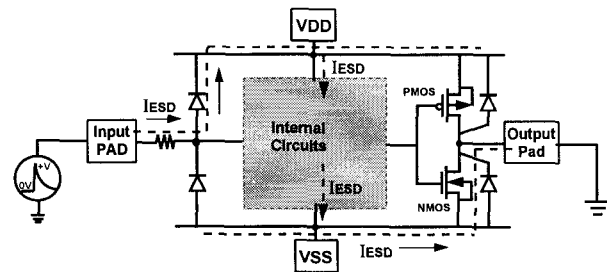 VDD
IESD
PMOS
IESD
Input
PAD
Internal
Circuits
Output
Pad
+V
0V
IESD
NMOS
VSS
IESD